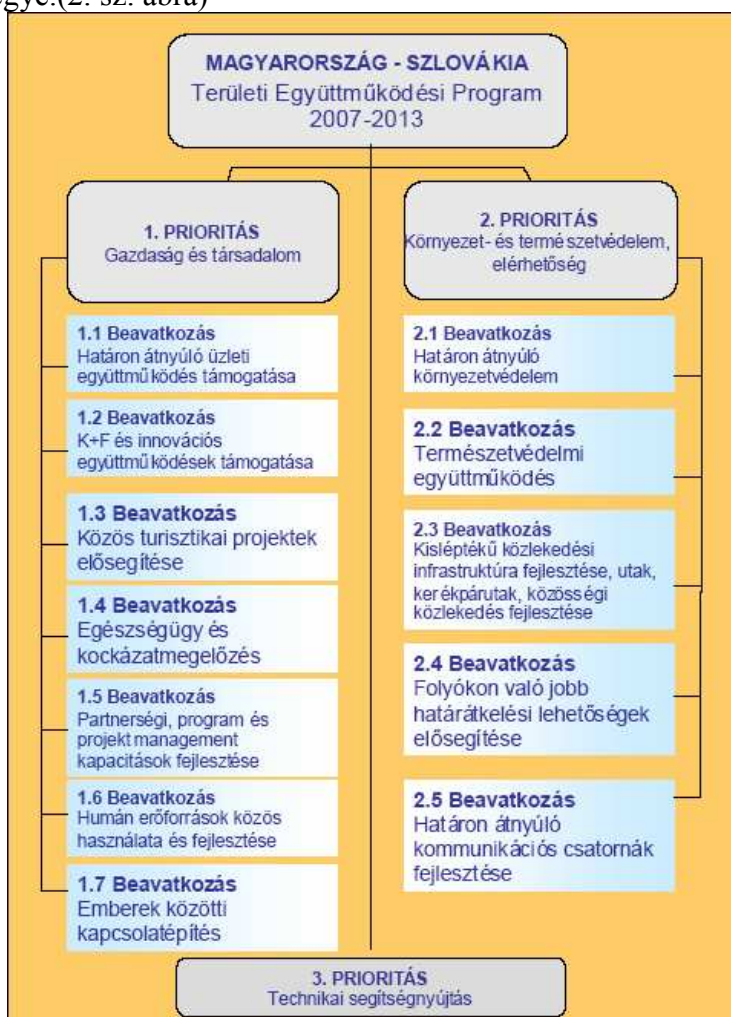 egye.(2. sz. ábra)
MAGYARORSZÁG - SZLOVÁKIA
Területi Együttműködési Program
2007-2013
1. PRIORITÁS
Gazdaság és társadalom
1.1 Beavatkozás
Határon átnyúló üzleti
együttműködés támogatása
1.2 Beavatkozás
K+F és innovációs
együttműködések támogatása
1.3 Beavatkozás
Közös turisztikai projektek
elősegítése
1.4 Beavatkozás
Egészségügy és
kockázatmegelőzés
1.5 Beavatkozás
Partnerségi, program és
projekt management
kapacitások fejlesztése
1.6 Beavatkozás
Humán erőforrások közös
használata és fejlesztése
1.7 Beavatkozás
Emberek közötti
kapcsolatépítés
2. PRIORITÁS
Környezet- és természetvédelem,
elérhetőség
2.1 Beavatkozás
Határon átnyúló
környezetvédelem
2.2 Beavatkozás
Természetvédelmi
együttműködés
2.3 Beavatkozás
Kisléptékű közlekedési
infrastruktúra fejlesztése, utak,
kerékpárutak, közösségi
közlekedés fejlesztése
2.4 Beavatkozás
Folyókon való jobb
határátkelési lehetőségek
elősegítése
2.5 Beavatkozás
Határon átnyúló
kommunikációs csatornák
fejlesztése
3. PRIORITÁS
Technikai segítségnyújtás